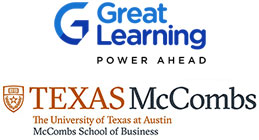 Great
Learning
POWER AHEAD
TEXAS McCombs
The University of Texas at Austin
McCombs School of Business